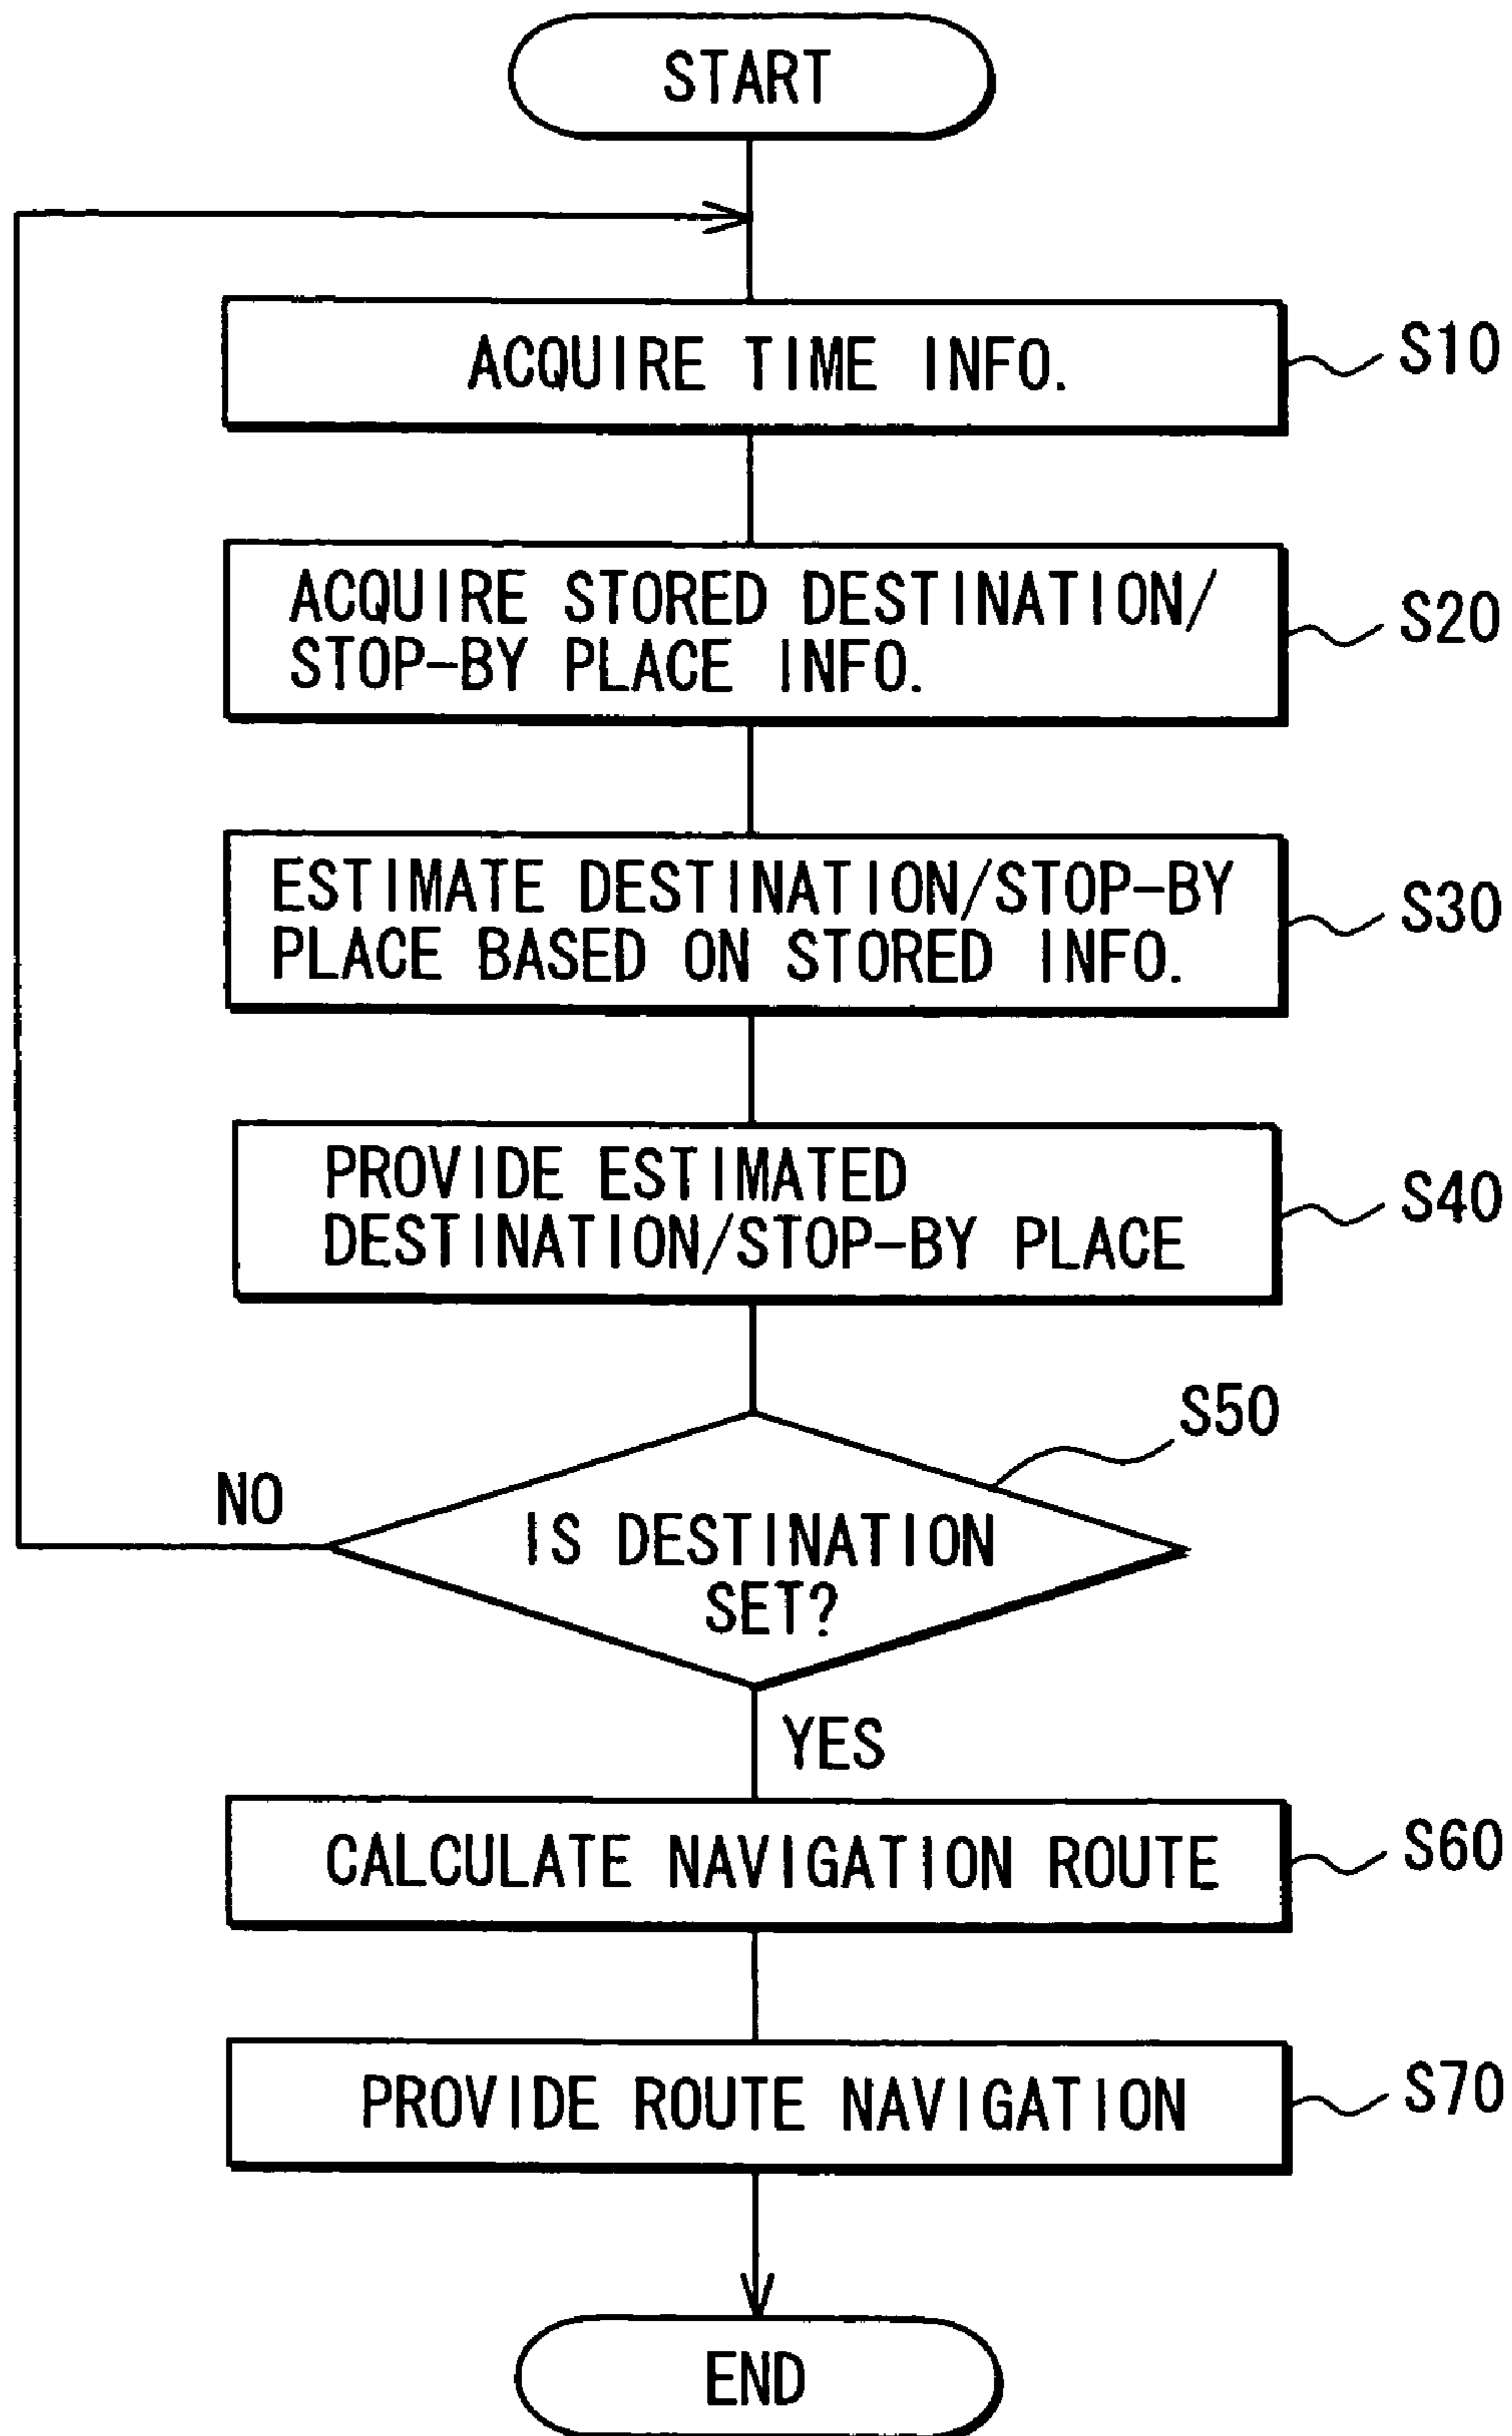 START
ACQUIRE TIME INFO.
S10
ACQUIRE STORED DESTINATION/
STOP-BY PLACE INFO.
S20
ESTIMATE DESTINATION/STOP-BY
PLACE BASED ON STORED INFO.
S30
PROVIDE ESTIMATED
DESTINATION/STOP-BY PLACE
S40
S50
NO
IS DESTINATION
SET?
YES
CALCULATE NAVIGATION ROUTE
S60
PROVIDE ROUTE NAVIGATION
S70
END